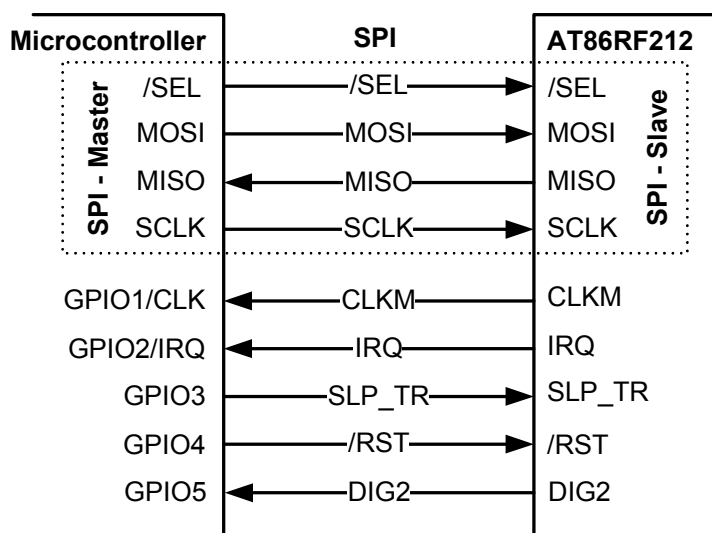 Microcontroller SPI AT86RF212
SPI - Master
SPI - Slave
/SEL /SEL /SEL
MOSI MOSI MOSI
MISO MISO MISO
SCLK SCLK SCLK
GPIO1/CLK CLKM CLKM
GPIO2/IRQ IRQ IRQ
GPIO3 SLP_TR SLP_TR
GPIO4 /RST /RST
GPIO5 DIG2 DIG2